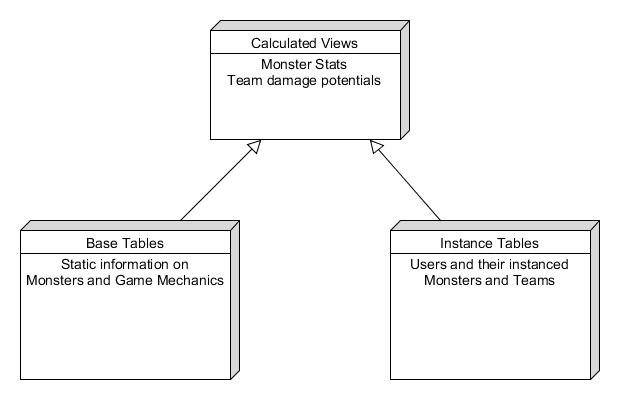 Calculated Views
Monster Stats
Team damage potentials
Base Tables
Static information on
Monsters and Game Mechanics
Instance Tables
Users and their instanced
Monsters and Teams